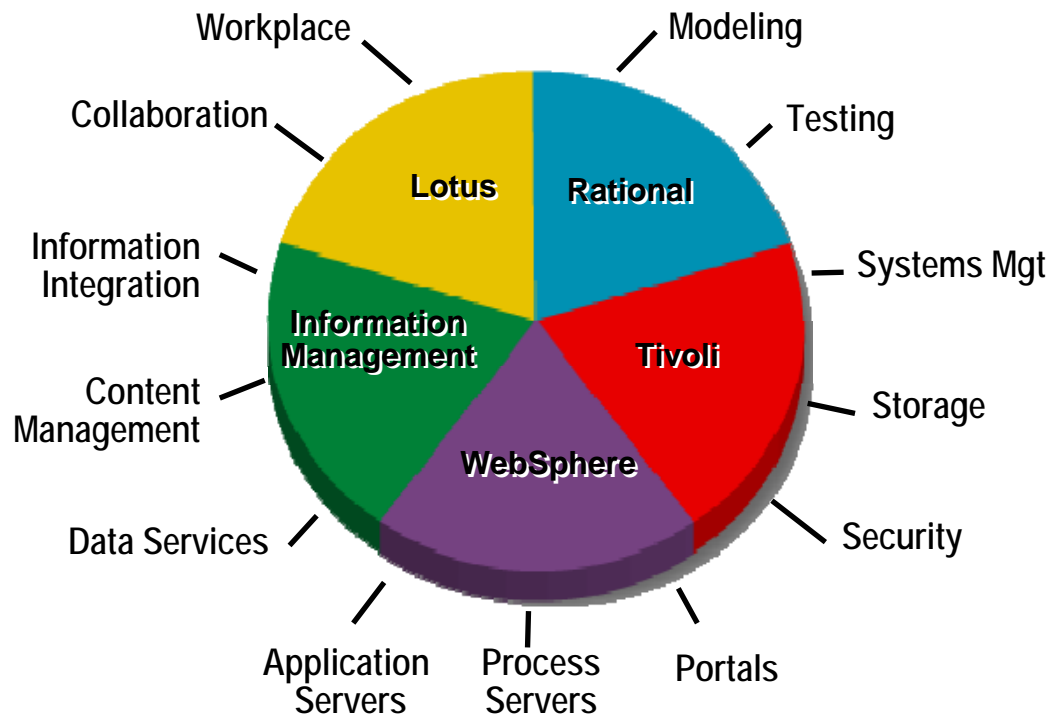 Workplace
Modeling
Collaboration
Testing
Lotus
Rational
Information
Integration
Systems Mgt
Information
Management
Tivoli
Content
Management
Storage
WebSphere
Data Services
Security
Application
Servers
Process
Servers
Portals